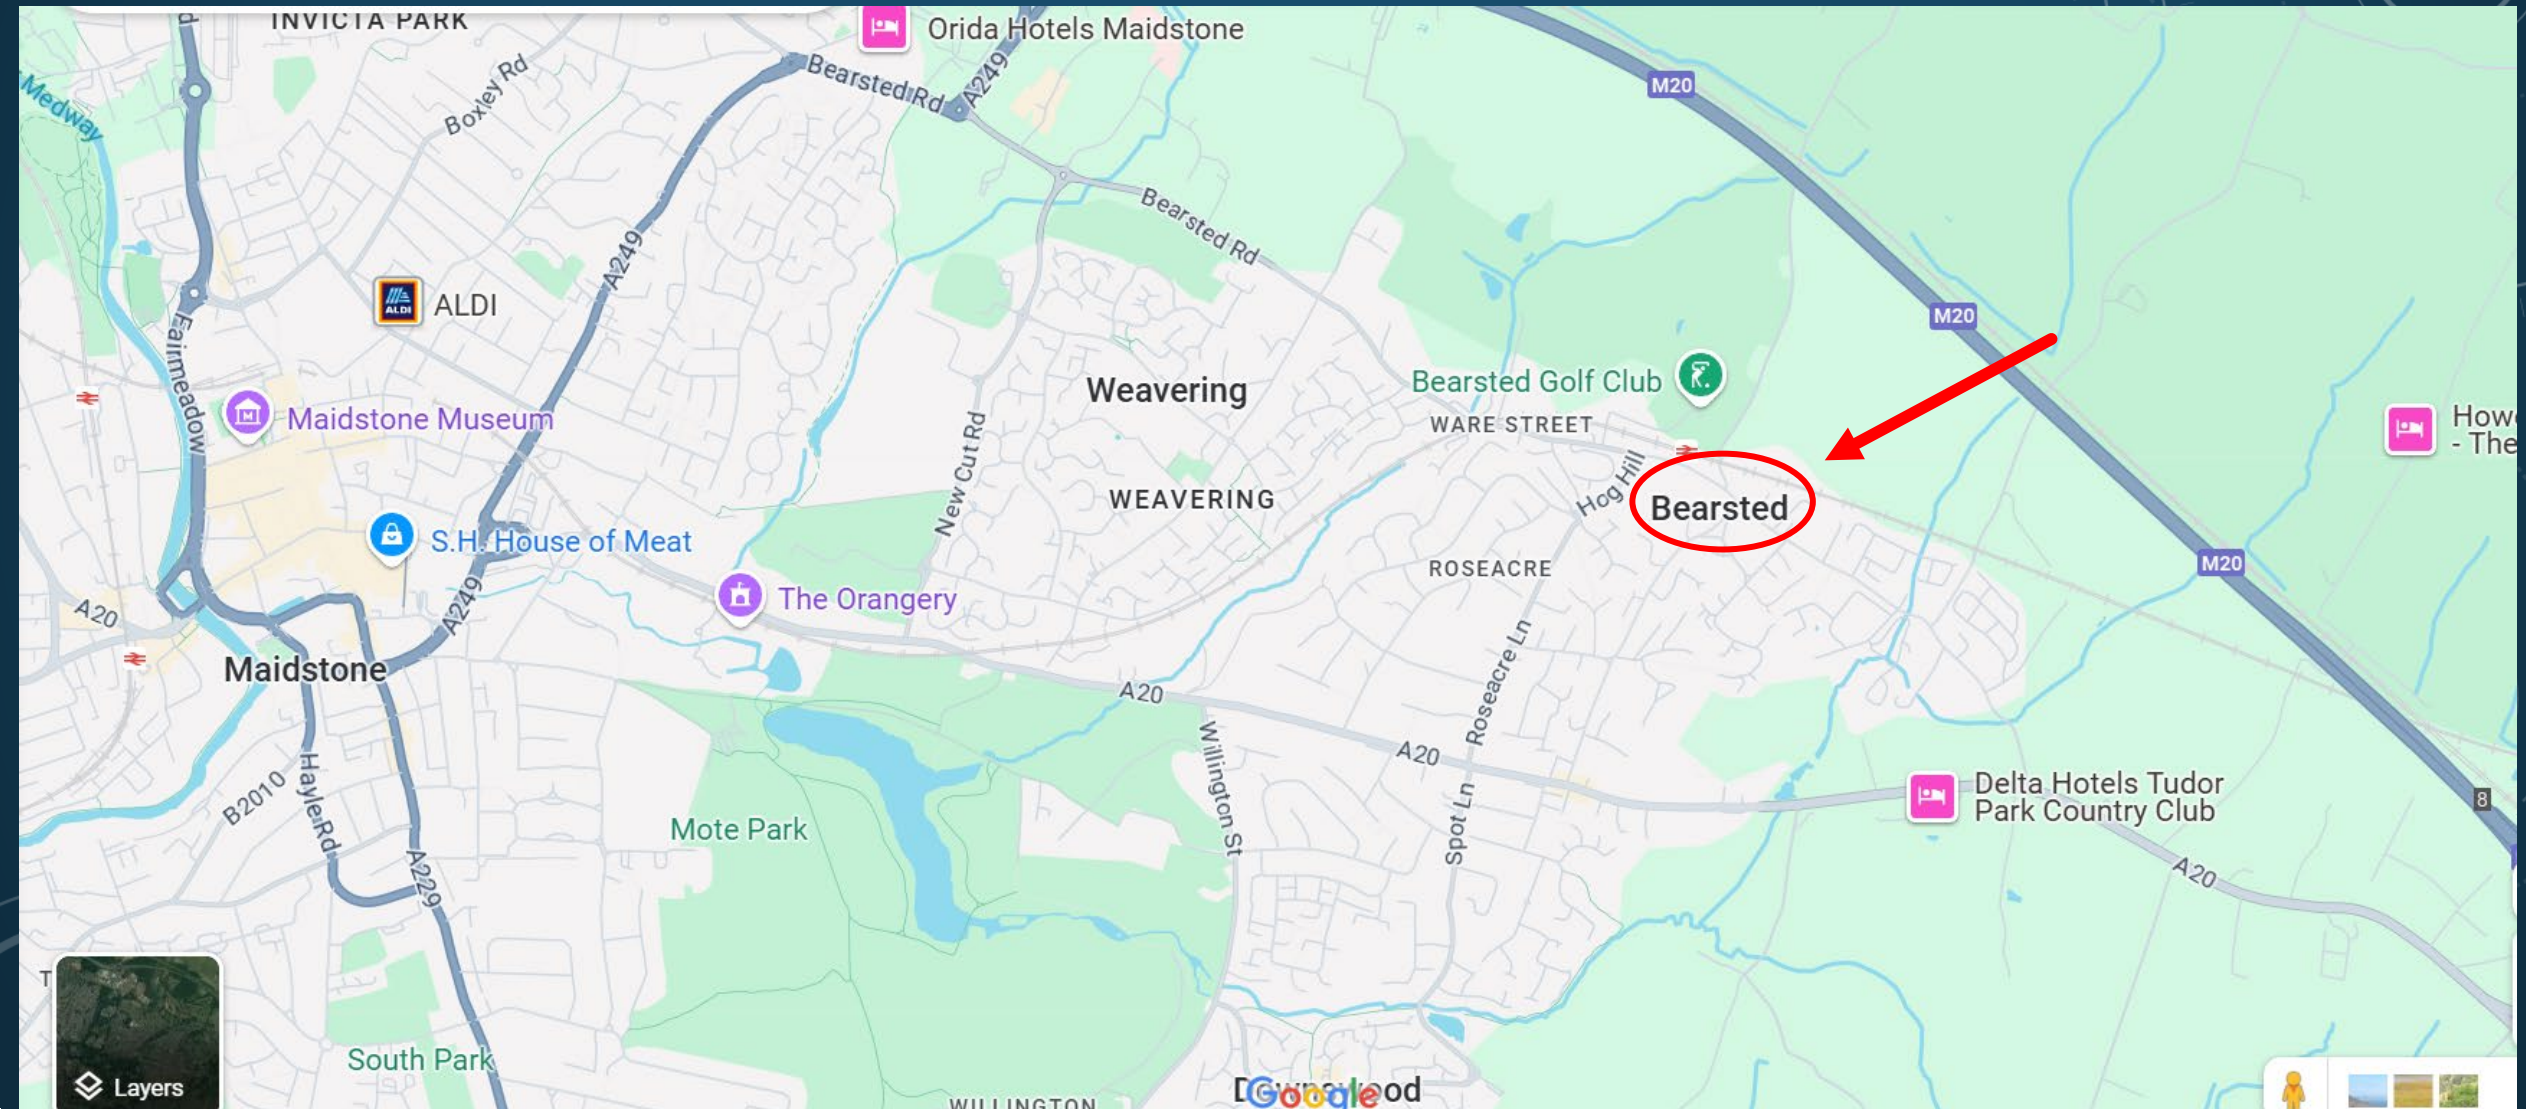 INVICTA PARK
Orida Hotels Maidstone
Medway
Boxley Rd
Bearsted Rd
A249
M20
Bearsted Rd
A249
ALDI
ALDI
M20
Fairmeadow
Maidstone Museum
Weavering
Bearsted Golf Club
WARE STREET
New Cut Rd
- The
WEAVERING
Hog Hill
Bearsted
S.H. House of Meat
ROSEACRE
M20
The Orangery
A20
A249
Maidstone
A20
Roseacre Ln
Willington St
A20
B2010
Hayle Rd
Mote Park
Spot Ln
Delta Hotels Tudor
Park Country Club
8
A20
A229
South Park
Layers
WILLINGTON
Google